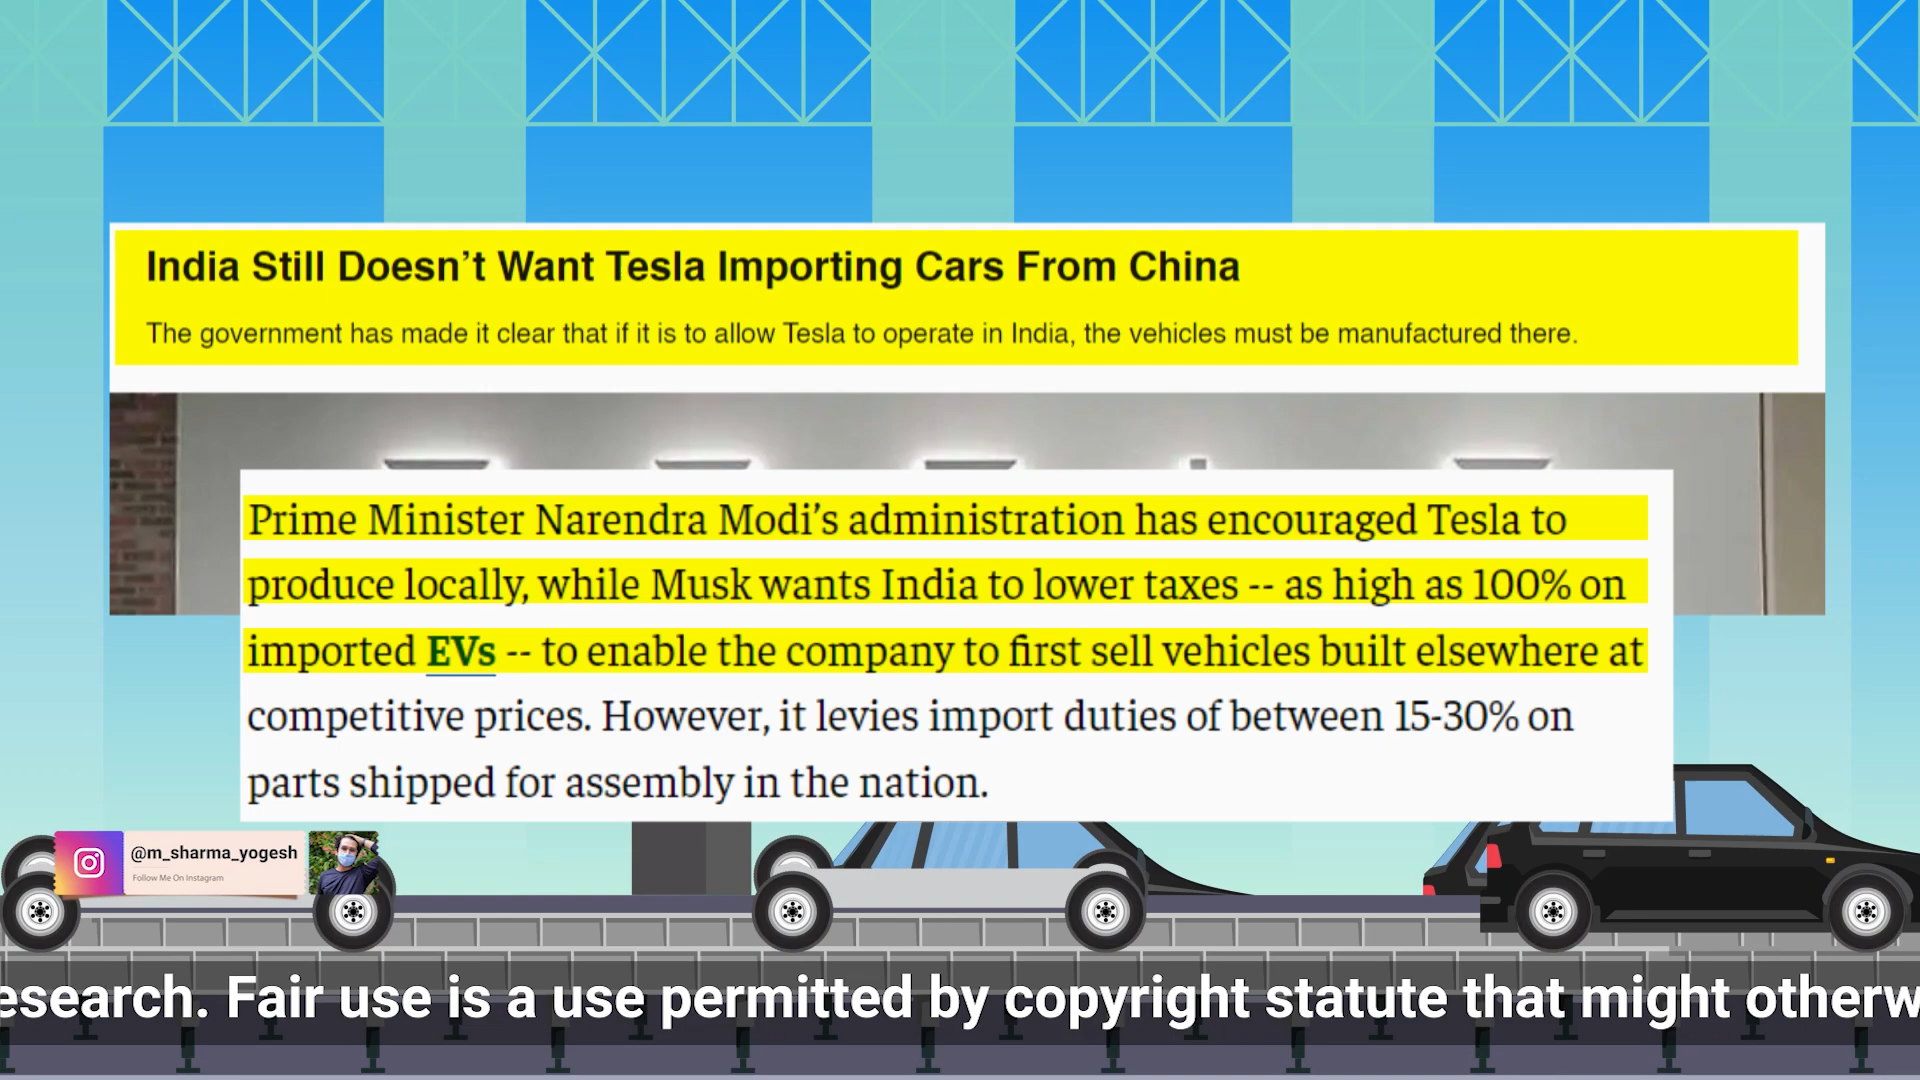 India Still Doesn’t Want Tesla Importing Cars From China
The government has made it clear that if it is to allow Tesla to operate in India, the vehicles must be manufactured there.
Prime Minister Narendra Modi’s administration has encouraged Tesla to
produce locally, while Musk wants India to lower taxes -- as high as 100% on
imported EVs -- to enable the company to first sell vehicles built elsewhere at
competitive prices. However, it levies import duties of between 15-30% on
parts shipped for assembly in the nation.
@m_sharma_yogesh
Follow Me On Instagram
esearch. Fair use is a use permitted by copyright statute that might otherw